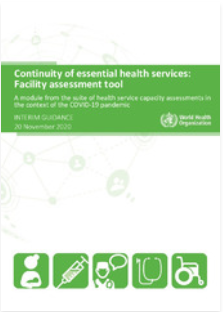 Continuity of essential health services:
Facility assessment tool
A module from the suite of health service capacity assessments in
the context of the COVID-19 pandemic
INTERIM GUIDANCE
20 November 2020
World Health
Organization